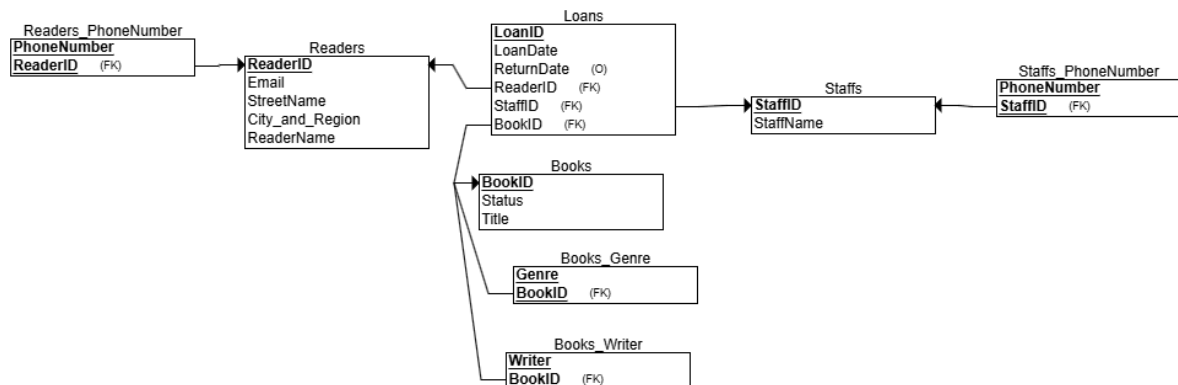 Readers_PhoneNumber
PhoneNumber
ReaderID (FK)
Readers
ReaderID
Email
StreetName
City_and_Region
ReaderName
Loans
LoanID
LoanDate
ReturnDate (O)
ReaderID (FK)
StaffID (FK)
BookID (FK)
Staffs
StaffID
StaffName
Staffs_PhoneNumber
PhoneNumber
StaffID (FK)
Books
BookID
Status
Title
Books_Genre
Genre
BookID (FK)
Books_Writer
Writer
BookID (FK)